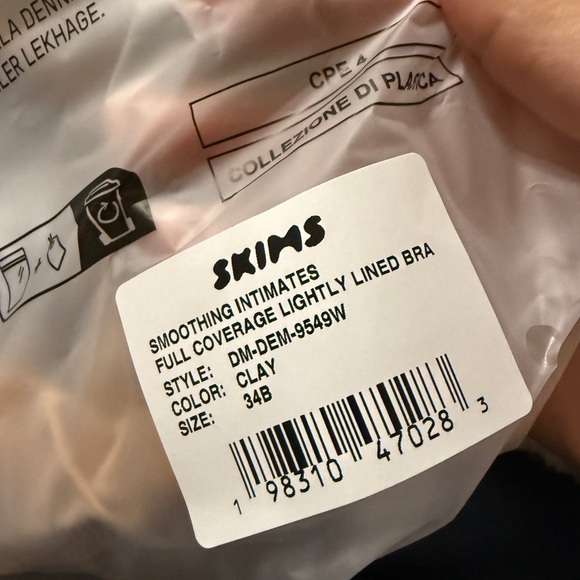 LA DENN
LER LEKHAGE.
CPE 4
COLLEZIONE DI PLASTICA
SKIMS
SMOOTHING INTIMATES
FULL COVERAGE LIGHTLY LINED BRA
STYLE: DM-DEM-9549W
COLOR: CLAY
SIZE: 34B
1 98310 47028 3